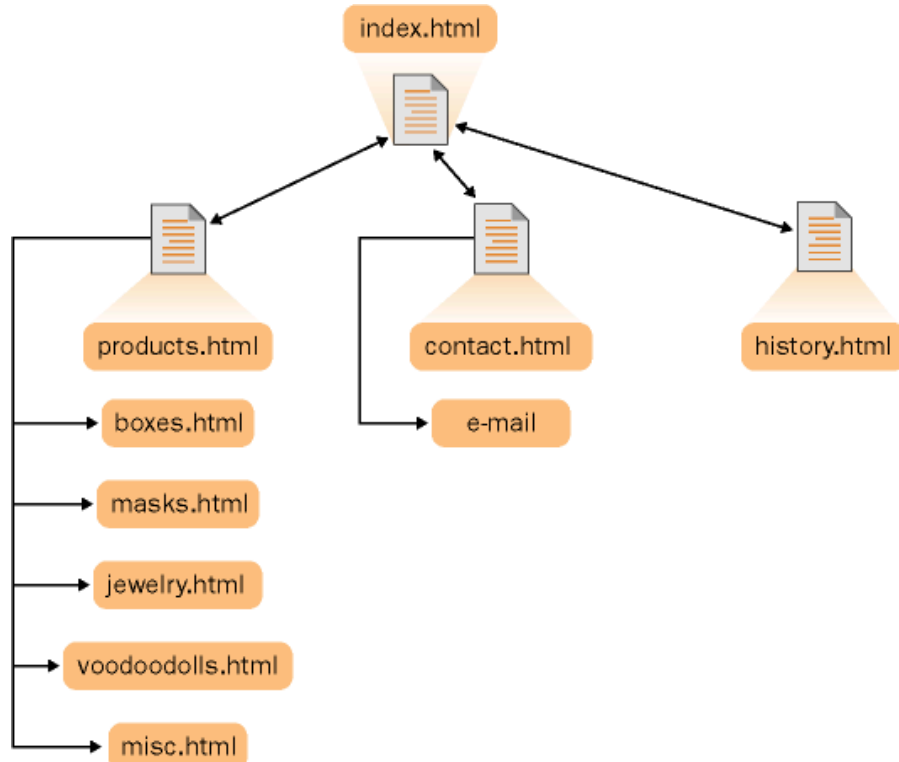 index.html
products.html
contact.html
history.html
boxes.html
e-mail
masks.html
jewelry.html
voodoodolls.html
misc.html